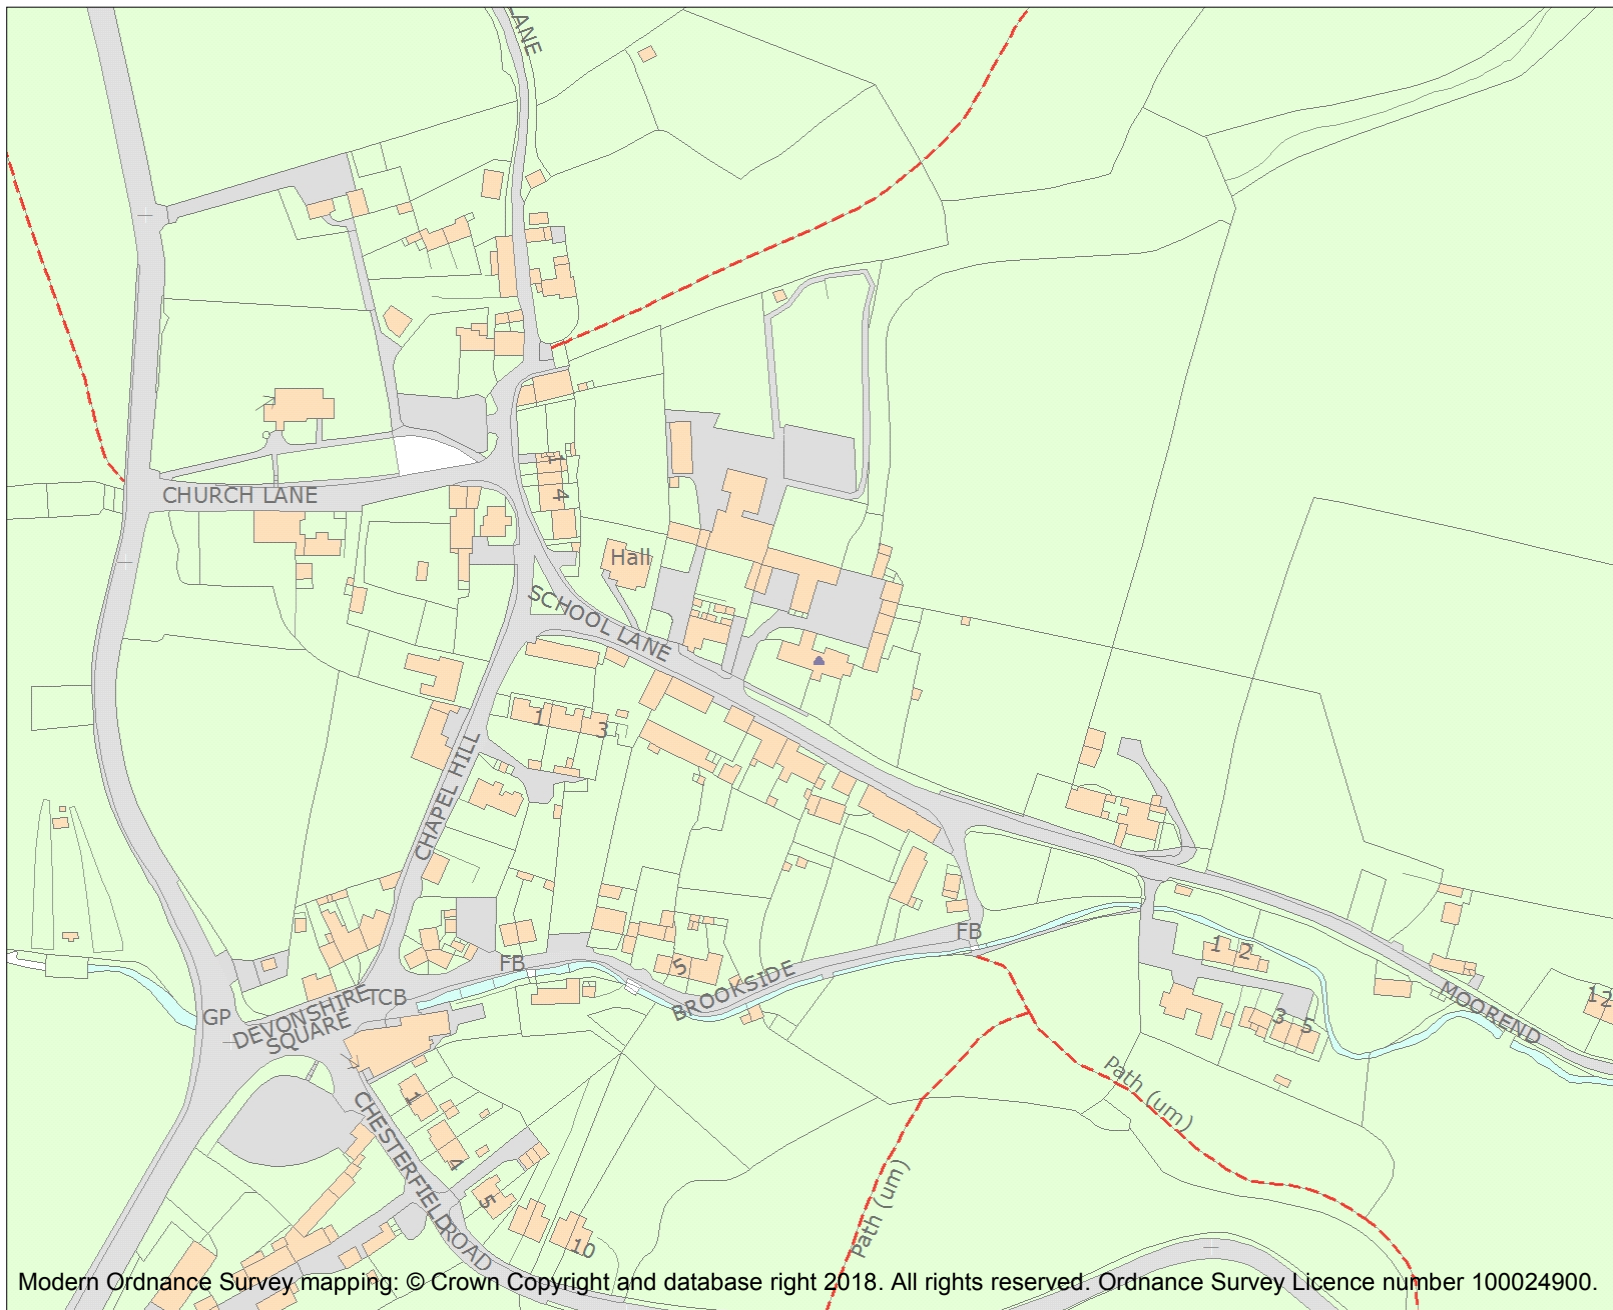 LANE
CHURCH LANE
1
4
Hall
SCHOOL LANE
1
3
CHAPEL HILL
FB
FB
5
BROOKSIDE
1 2
3 5
MOOREND
12
GP
DEVONSHIRE
SQUARE
TCB
Path (um)
Path (um)
1
4
5
10
CHESTERFIELD ROAD
Modern Ordnance Survey mapping: © Crown Copyright and database right 2018. All rights reserved. Ordnance Survey Licence number 100024900.